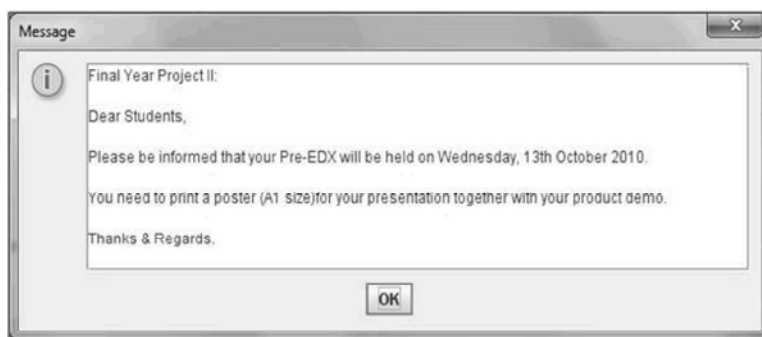 Message
Final Year Project II:
Dear Students,
Please be informed that your Pre-EDX will be held on Wednesday, 13th October 2010.
You need to print a poster (A1 size)for your presentation together with your product demo.
Thanks & Regards.
OK